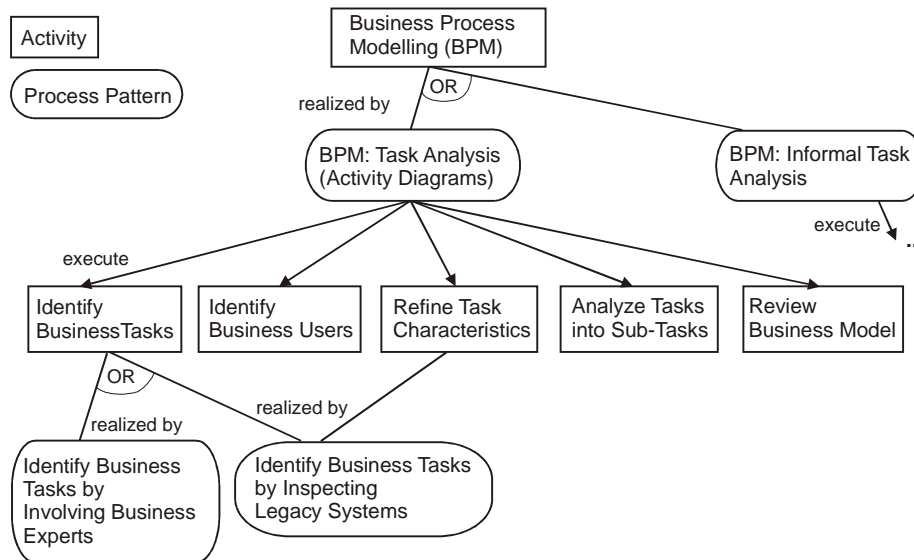 Activity
Process Pattern
Business Process
Modelling (BPM)
OR
realized by
BPM: Task Analysis
(Activity Diagrams)
BPM: Informal Task
Analysis
execute
..
execute
Identify
BusinessTasks
Identify
Business Users
Refine Task
Characteristics
Analyze Tasks
into Sub-Tasks
Review
Business Model
OR
realized by
realized by
Identify Business
Tasks by
Involving Business
Experts
Identify Business Tasks
by Inspecting
Legacy Systems